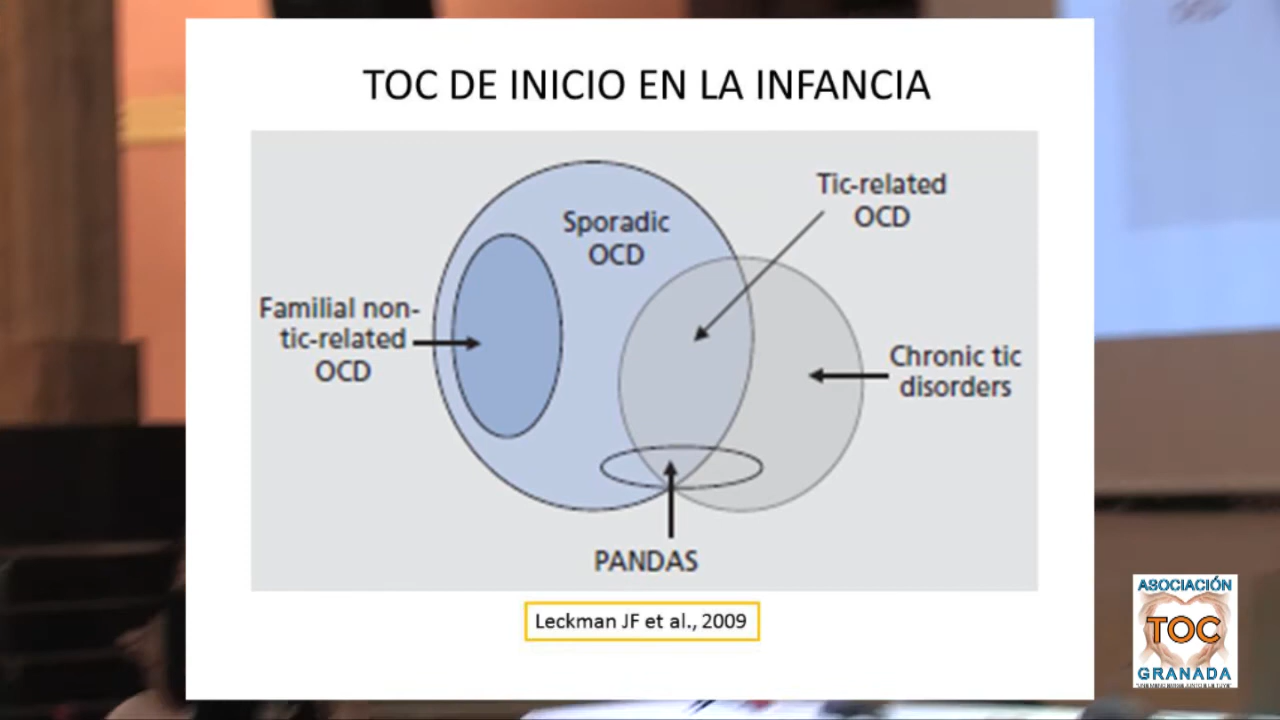 TOC DE INICIO EN LA INFANCIA
Tic-related
OCD
Sporadic
OCD
Familial non-
tic-related
OCD
Chronic tic
disorders
PANDAS
Leckman JF et al., 2009
ASOCIACIÓN
TOC
GRANADA